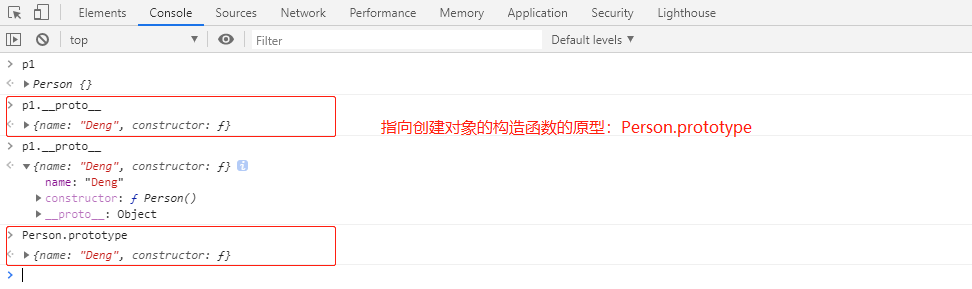 Elements Console Sources Network Performance Memory Application Security Lighthouse
top ▼ Filter Default levels ▼
> p1
<· ▶ Person {}
> p1.__proto__
<· ▶ {name: "Deng", constructor: ƒ}
指向创建对象的构造函数的原型：Person.prototype
> p1.__proto__
<· ▼ {name: "Deng", constructor: ƒ} i
name: "Deng"
▶ constructor: ƒ Person()
▶ __proto__: Object
> Person.prototype
<· ▶ {name: "Deng", constructor: ƒ}
>